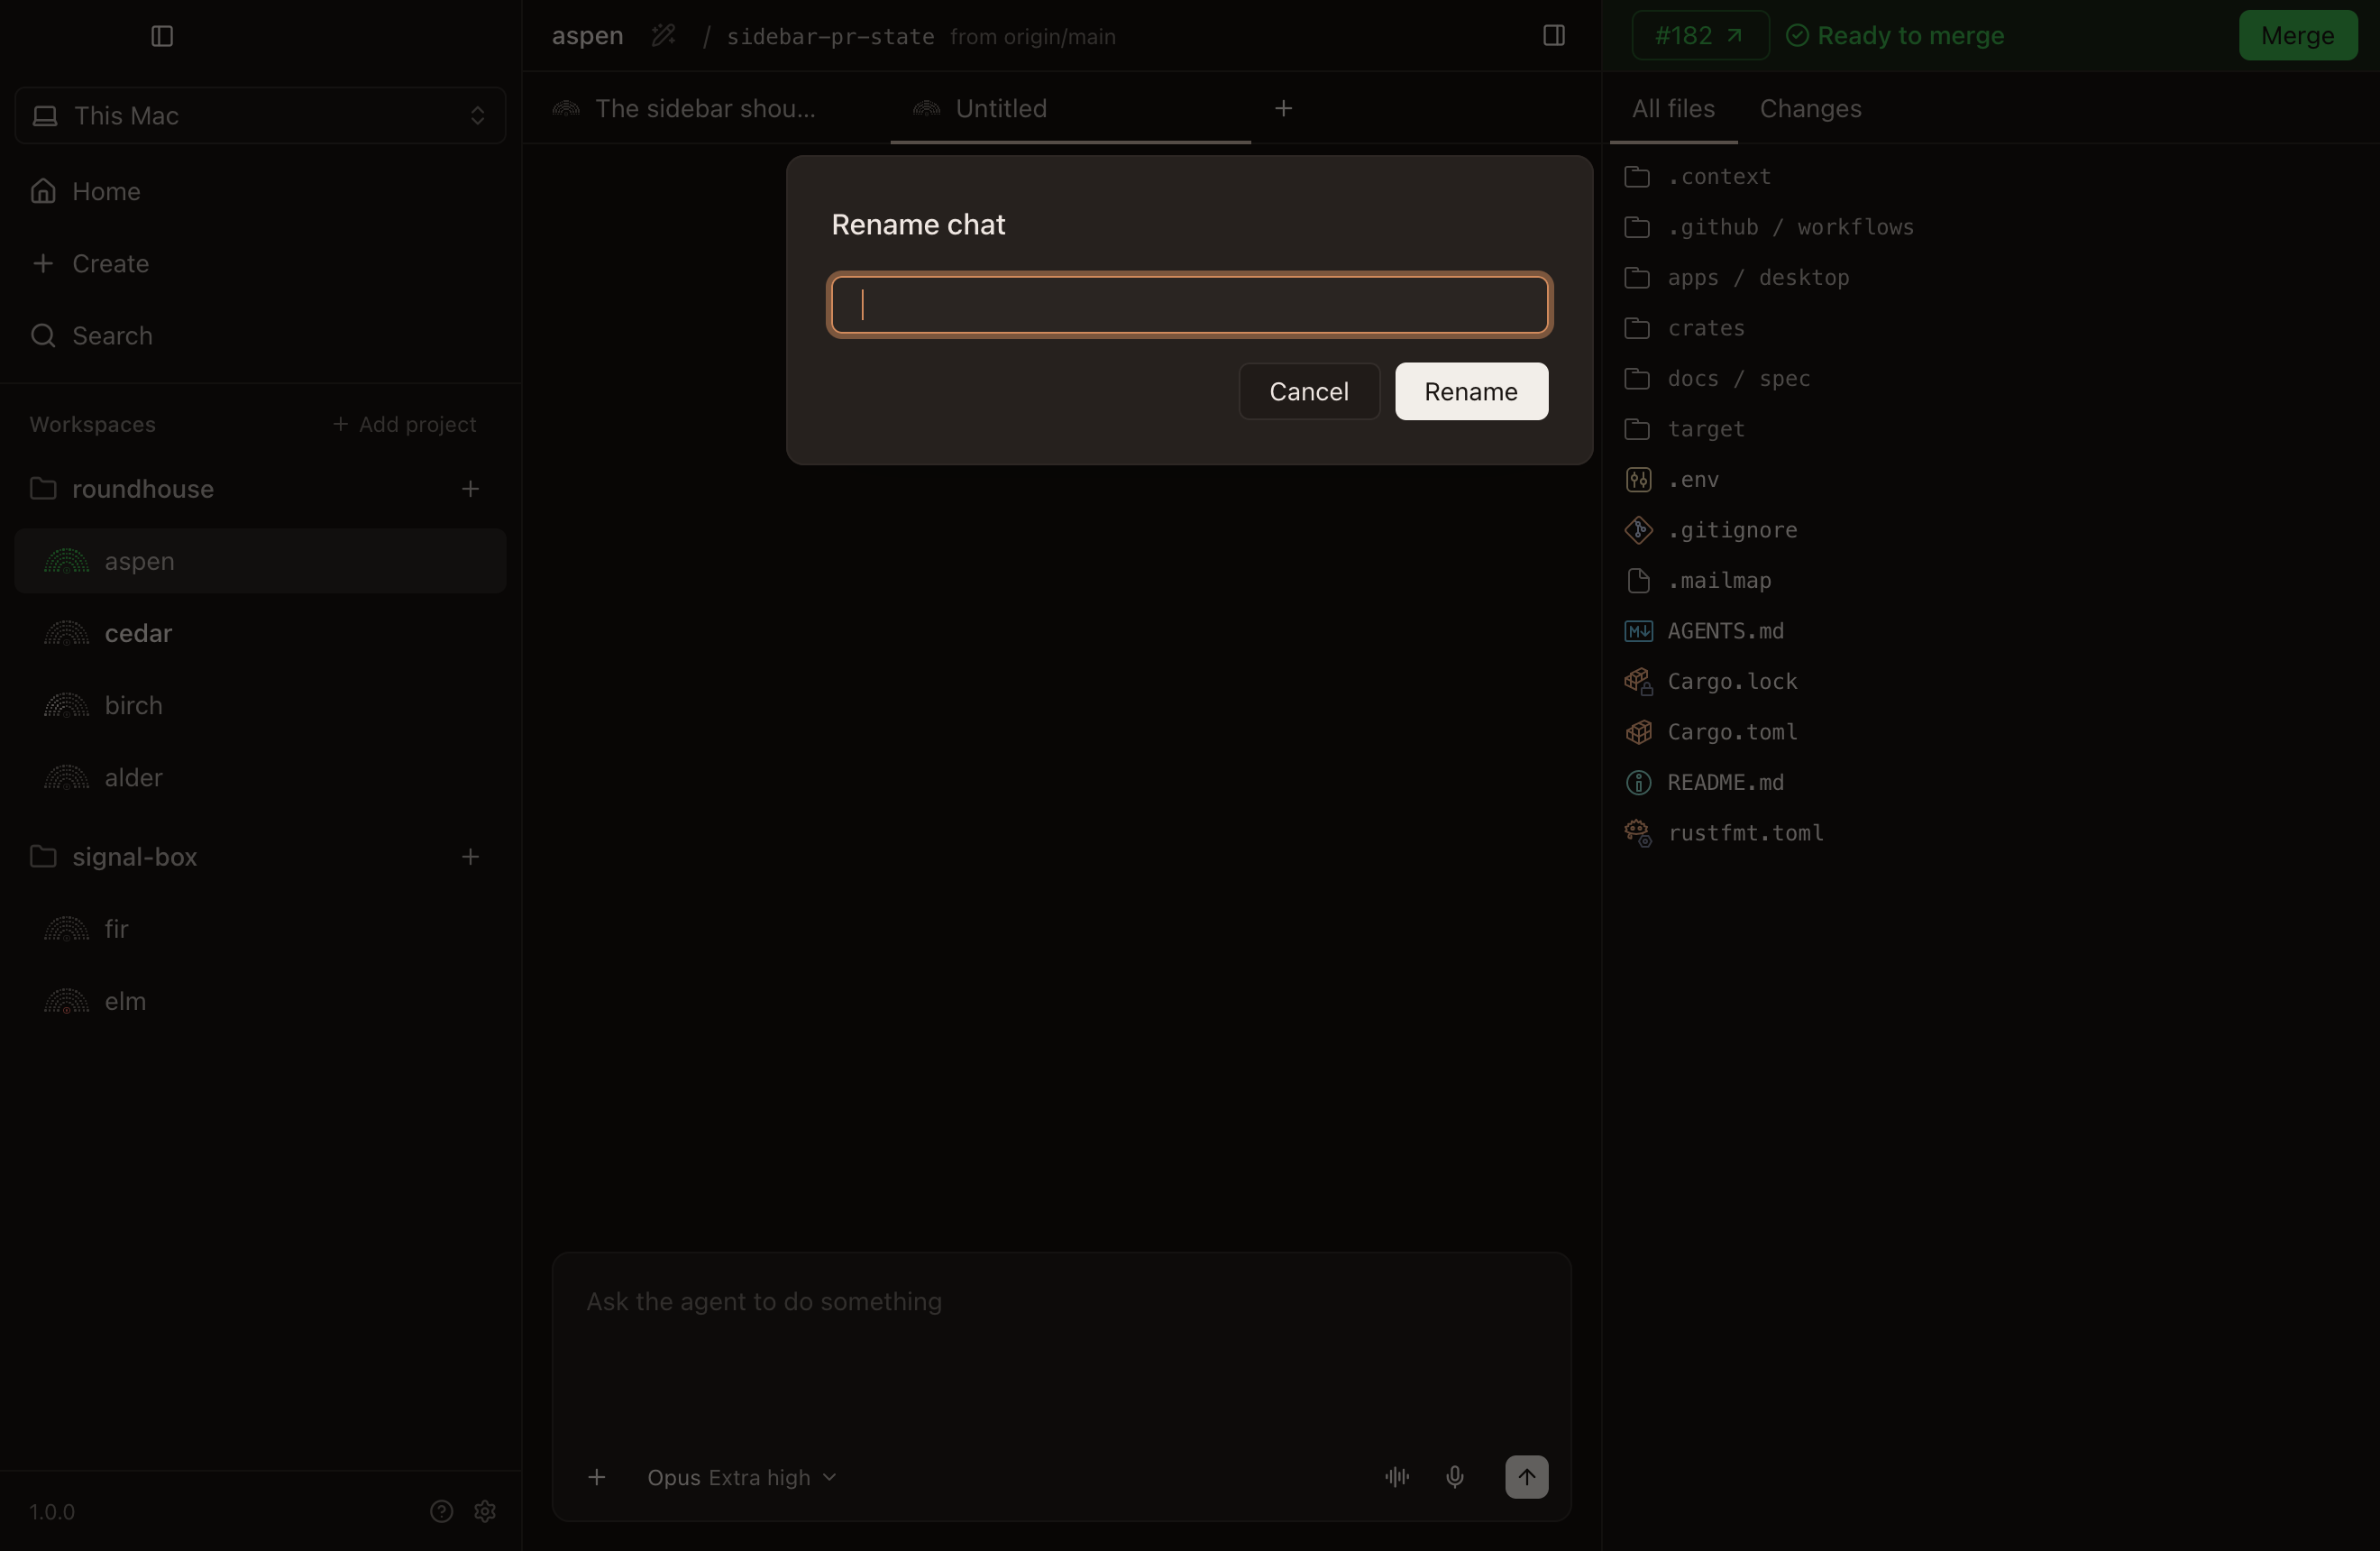 This Mac
Home
Create
Search
Workspaces
Add project
roundhouse
aspen
cedar
birch
alder
signal-box
fir
elm
1.0.0
aspen / sidebar-pr-state from origin/main
The sidebar shou...
Untitled
Rename chat
Cancel
Rename
Ask the agent to do something
Opus Extra high
#182
Ready to merge
Merge
All files
Changes
.context
.github / workflows
apps / desktop
crates
docs / spec
target
.env
.gitignore
.mailmap
AGENTS.md
Cargo.lock
Cargo.toml
README.md
rustfmt.toml